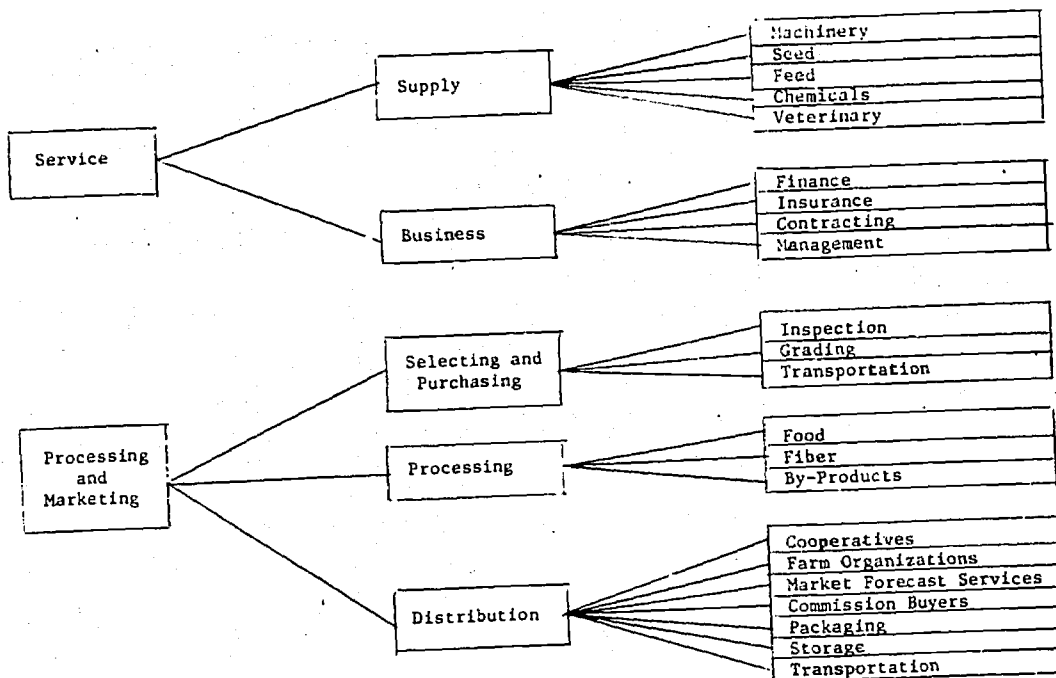 Service
Supply
Machinery
Seed
Feed
Chemicals
Veterinary
Business
Finance
Insurance
Contracting
Management
Processing
and
Marketing
Selecting and
Purchasing
Inspection
Grading
Transportation
Processing
Food
Fiber
By-Products
Distribution
Cooperatives
Farm Organizations
Market Forecast Services
Commission Buyers
Packaging
Storage
Transportation